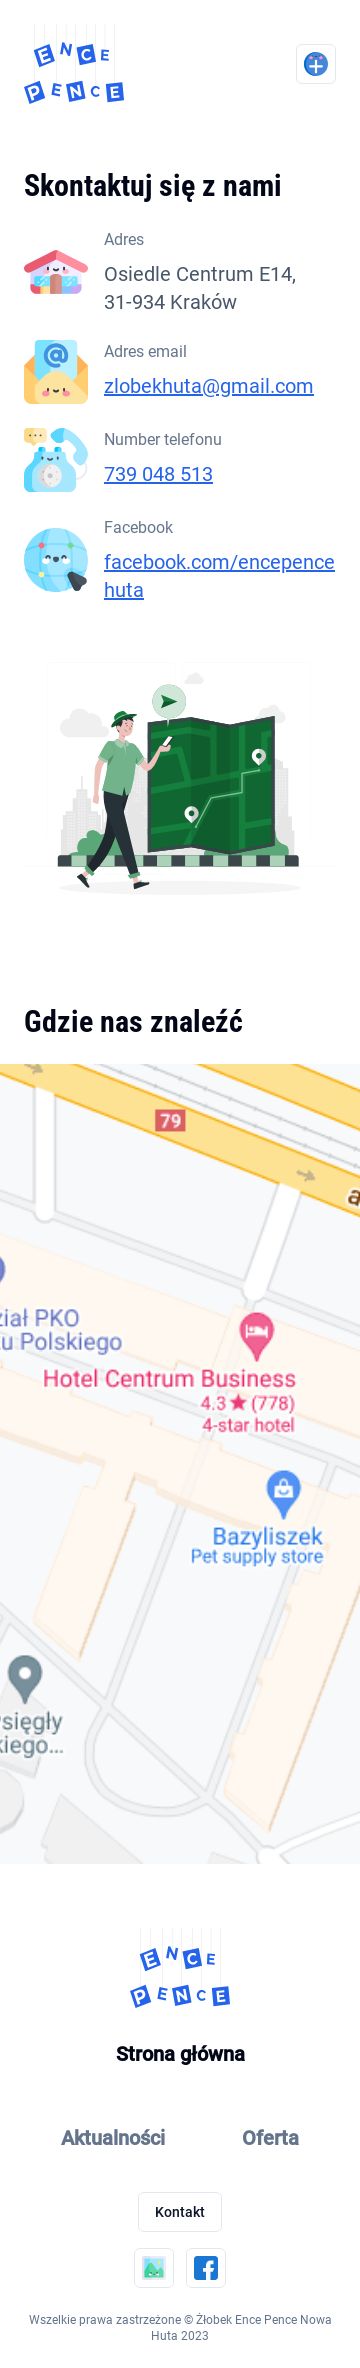 ENCE
PENCE
Skontaktuj się z nami
Adres
Osiedle Centrum E14,
31-934 Kraków
Adres email
zlobekhuta@gmail.com
Number telefonu
739 048 513
Facebook
facebook.com/encepence
huta
Gdzie nas znaleźć
79
a
ział PKO
u Polskiego
Hotel Centrum Business
4.3★(778)
4-star hotel
Bazyliszek
Pet supply store
sięgły
kiego...
ENCE
PENCE
Strona główna
Aktualności Oferta
Kontakt
Wszelkie prawa zastrzeżone © Żłobek Ence Pence Nowa
Huta 2023